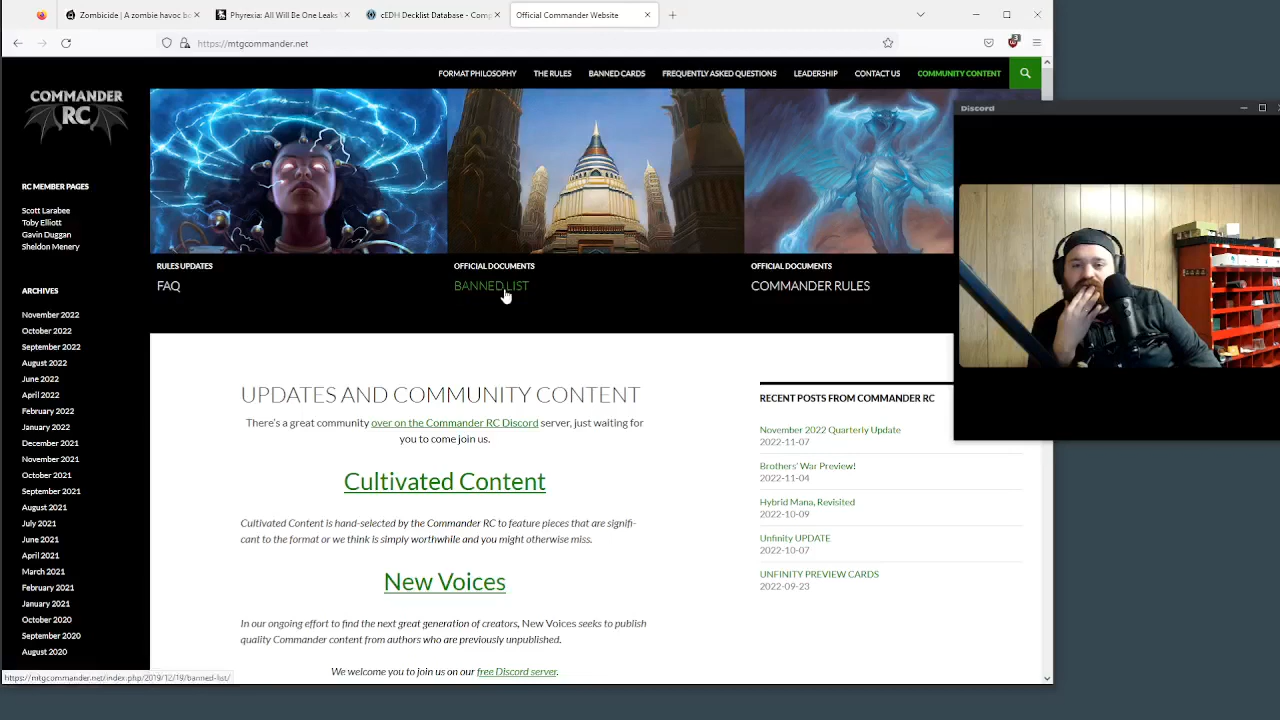 Zombicide: A zombie havoc bo
Phyrexia: All Will Be One Leaks
cEDH Decklist Database - Comp
Official Commander Website
https://mtgcommander.net
3
FORMAT PHILOSOPHY THE RULES BANNED CARDS FREQUENTLY ASKED QUESTIONS LEADERSHIP CONTACT US COMMUNITY CONTENT
COMMANDER
RC
RC MEMBER PAGES
Scott Larabee
Toby Elliott
Gavin Duggan
Sheldon Menery
ARCHIVES
November 2022
October 2022
September 2022
August 2022
June 2022
April 2022
February 2022
January 2022
December 2021
November 2021
October 2021
September 2021
August 2021
July 2021
June 2021
April 2021
March 2021
February 2021
January 2021
October 2020
September 2020
August 2020
RULES UPDATES
FAQ
OFFICIAL DOCUMENTS
BANNED LIST
OFFICIAL DOCUMENTS
COMMANDER RULES
UPDATES AND COMMUNITY CONTENT
There's a great community over on the Commander RC Discord server, just waiting for
you to come join us.
Cultivated Content
Cultivated Content is hand-selected by the Commander RC to feature pieces that are signifi-
cant to the format or we think is simply worthwhile and you might otherwise miss.
New Voices
In our ongoing effort to find the next great generation of creators, New Voices seeks to publish
quality Commander content from authors who are previously unpublished.
We welcome you to join us on our free Discord server.
RECENT POSTS FROM COMMANDER RC
November 2022 Quarterly Update
2022-11-07
Brothers' War Preview!
2022-11-04
Hybrid Mana, Revisited
2022-10-09
Unfinity UPDATE
2022-10-07
UNFINITY PREVIEW CARDS
2022-09-23
Discord
https://mtgcommander.net/index.php/2019/12/19/banned-list/